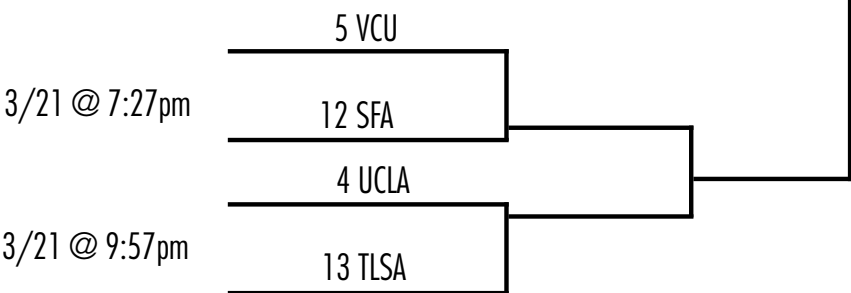 5 VCU
3/21 @ 7:27pm
12 SFA
4 UCLA
3/21 @ 9:57pm
13 TLSA